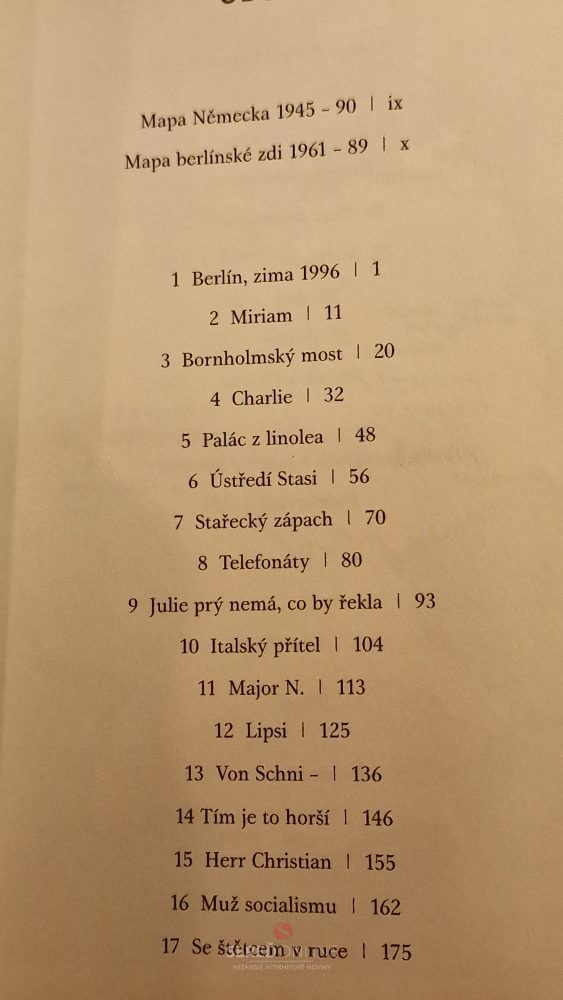 Mapa Německa 1945 – 90 | ix
Mapa berlínské zdi 1961 – 89 | x
1 Berlín, zima 1996 | 1
2 Miriam | 11
3 Bornholmský most | 20
4 Charlie | 32
5 Palác z linolea | 48
6 Ústředí Stasi | 56
7 Stařecký zápach | 70
8 Telefonáty | 80
9 Julie prý nemá, co by řekla | 93
10 Italský přítel | 104
11 Major N. | 113
12 Lipsi | 125
13 Von Schni – | 136
14 Tím je to horší | 146
15 Herr Christian | 155
16 Muž socialismu | 162
17 Se štětcem v ruce | 175
NEZÁVISLÉ INTERNETOVÉ NOVINY